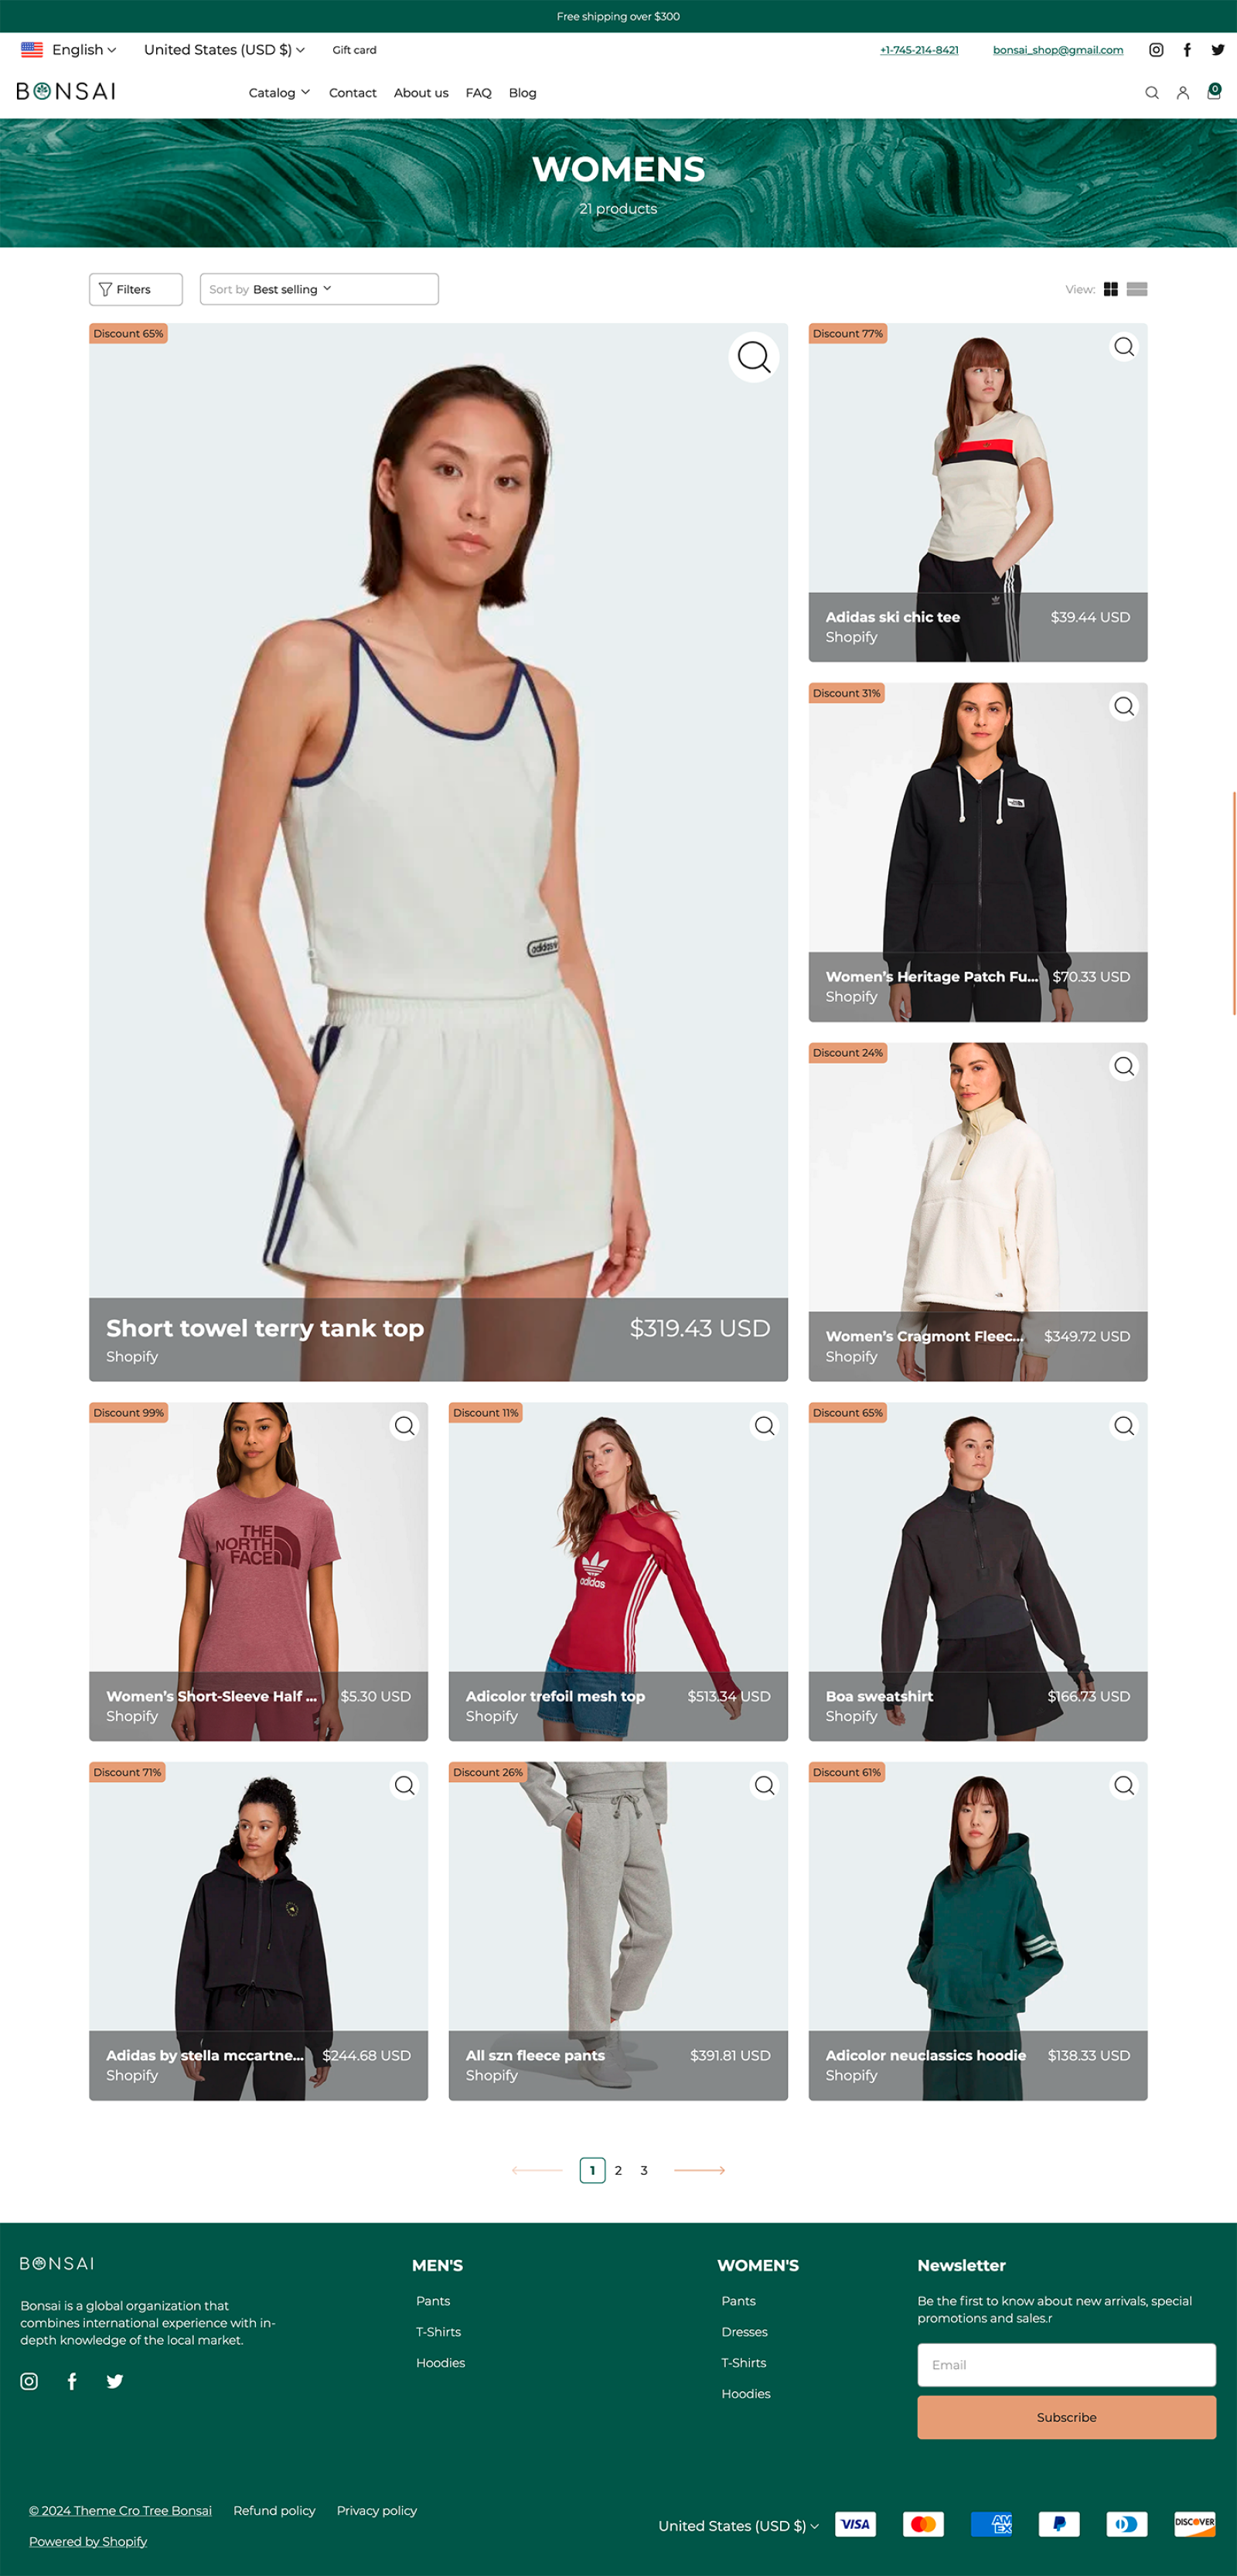 Free shipping over $300
English
United States (USD $)
Gift card
+1-745-214-8421
bonsai_shop@gmail.com
BONSAI
Catalog
Contact
About us
FAQ
Blog
0
WOMENS
21 products
Filters
Sort by Best selling
View:
Discount 65%
adidas
Short towel terry tank top
$319.43 USD
Shopify
Discount 77%
Adidas ski chic tee
$39.44 USD
Shopify
Discount 31%
Women's Heritage Patch Fu...
$70.33 USD
Shopify
Discount 24%
Women's Cragmont Fleec...
$349.72 USD
Shopify
Discount 99%
THE
NORTH
FACE
Women's Short-Sleeve Half ...
$5.30 USD
Shopify
Discount 11%
adidas
Adicolor trefoil mesh top
$513.34 USD
Shopify
Discount 65%
Boa sweatshirt
$166.73 USD
Shopify
Discount 71%
Adidas by stella mccartne...
$244.68 USD
Shopify
Discount 26%
All szn fleece pants
$391.81 USD
Shopify
Discount 61%
Adicolor neuclassics hoodie
$138.33 USD
Shopify
1
2
3
BONSAI
Bonsai is a global organization that
combines international experience with in-
depth knowledge of the local market.
MEN'S
Pants
T-Shirts
Hoodies
WOMEN'S
Pants
Dresses
T-Shirts
Hoodies
Newsletter
Be the first to know about new arrivals, special
promotions and sales.r
Email
Subscribe
© 2024 Theme Cro Tree Bonsai
Refund policy
Privacy policy
Powered by Shopify
United States (USD $)
VISA
AM
EX
DISCOVER